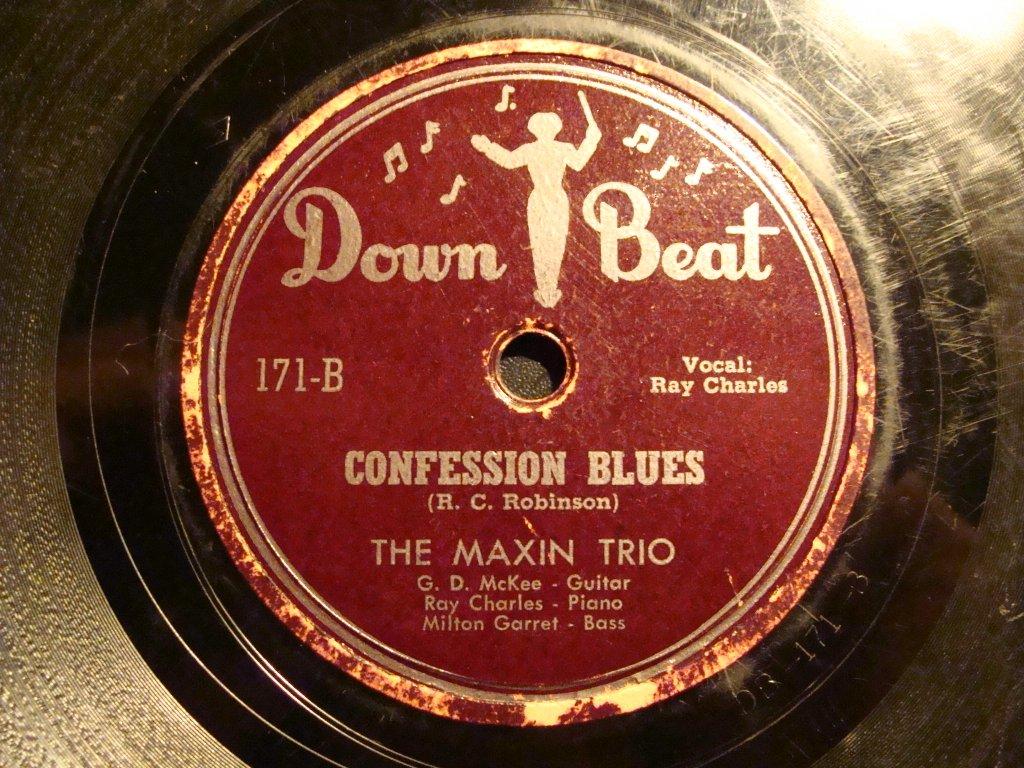 Down Beat
171-B
Vocal:
Ray Charles
CONFESSION BLUES
(R. C. Robinson)
THE MAXIN TRIO
G. D. McKee - Guitar
Ray Charles - Piano
Milton Garret - Bass